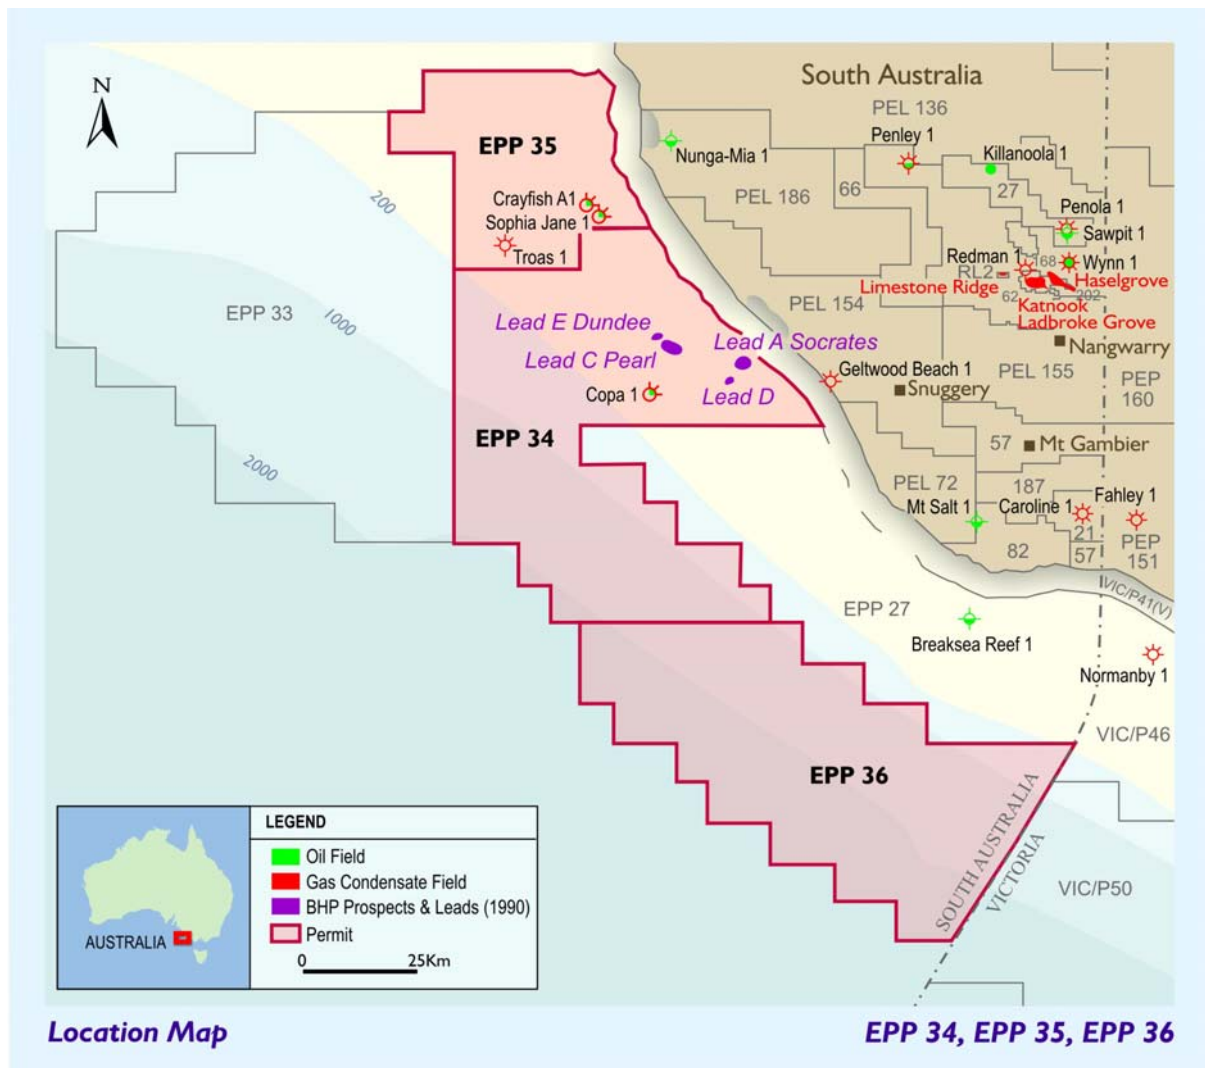 N
South Australia
PEL 136
Penley 1
EPP 35
Nunga-Mia 1
Killanoola 1
66
27
PEL 186
Crayfish A1
Sophia Jane 1
Troas 1
200
Penola 1
Sawpit 1
Redman 1
168
Wynn 1
RL2
Limestone Ridge
62
202
Haselgrove
Katnook
Ladbroke Grove
PEL 154
EPP 33
1000
Lead E Dundee
Lead C Pearl
Lead A Socrates
Lead D
Copa 1
Nangwarry
Geltwood Beach 1
PEL 155
PEP
160
Snuggery
EPP 34
57
Mt Gambier
2000
PEL 72
187
Mt Salt 1
Caroline 1
Fahley 1
21
82
57
PEP
151
VIC/P41(V)
EPP 27
Breaksea Reef 1
Normanby 1
VIC/P46
EPP 36
SOUTH AUSTRALIA
VICTORIA
VIC/P50
AUSTRALIA
LEGEND
Oil Field
Gas Condensate Field
BHP Prospects & Leads (1990)
Permit
0 25Km
Location Map
EPP 34, EPP 35, EPP 36